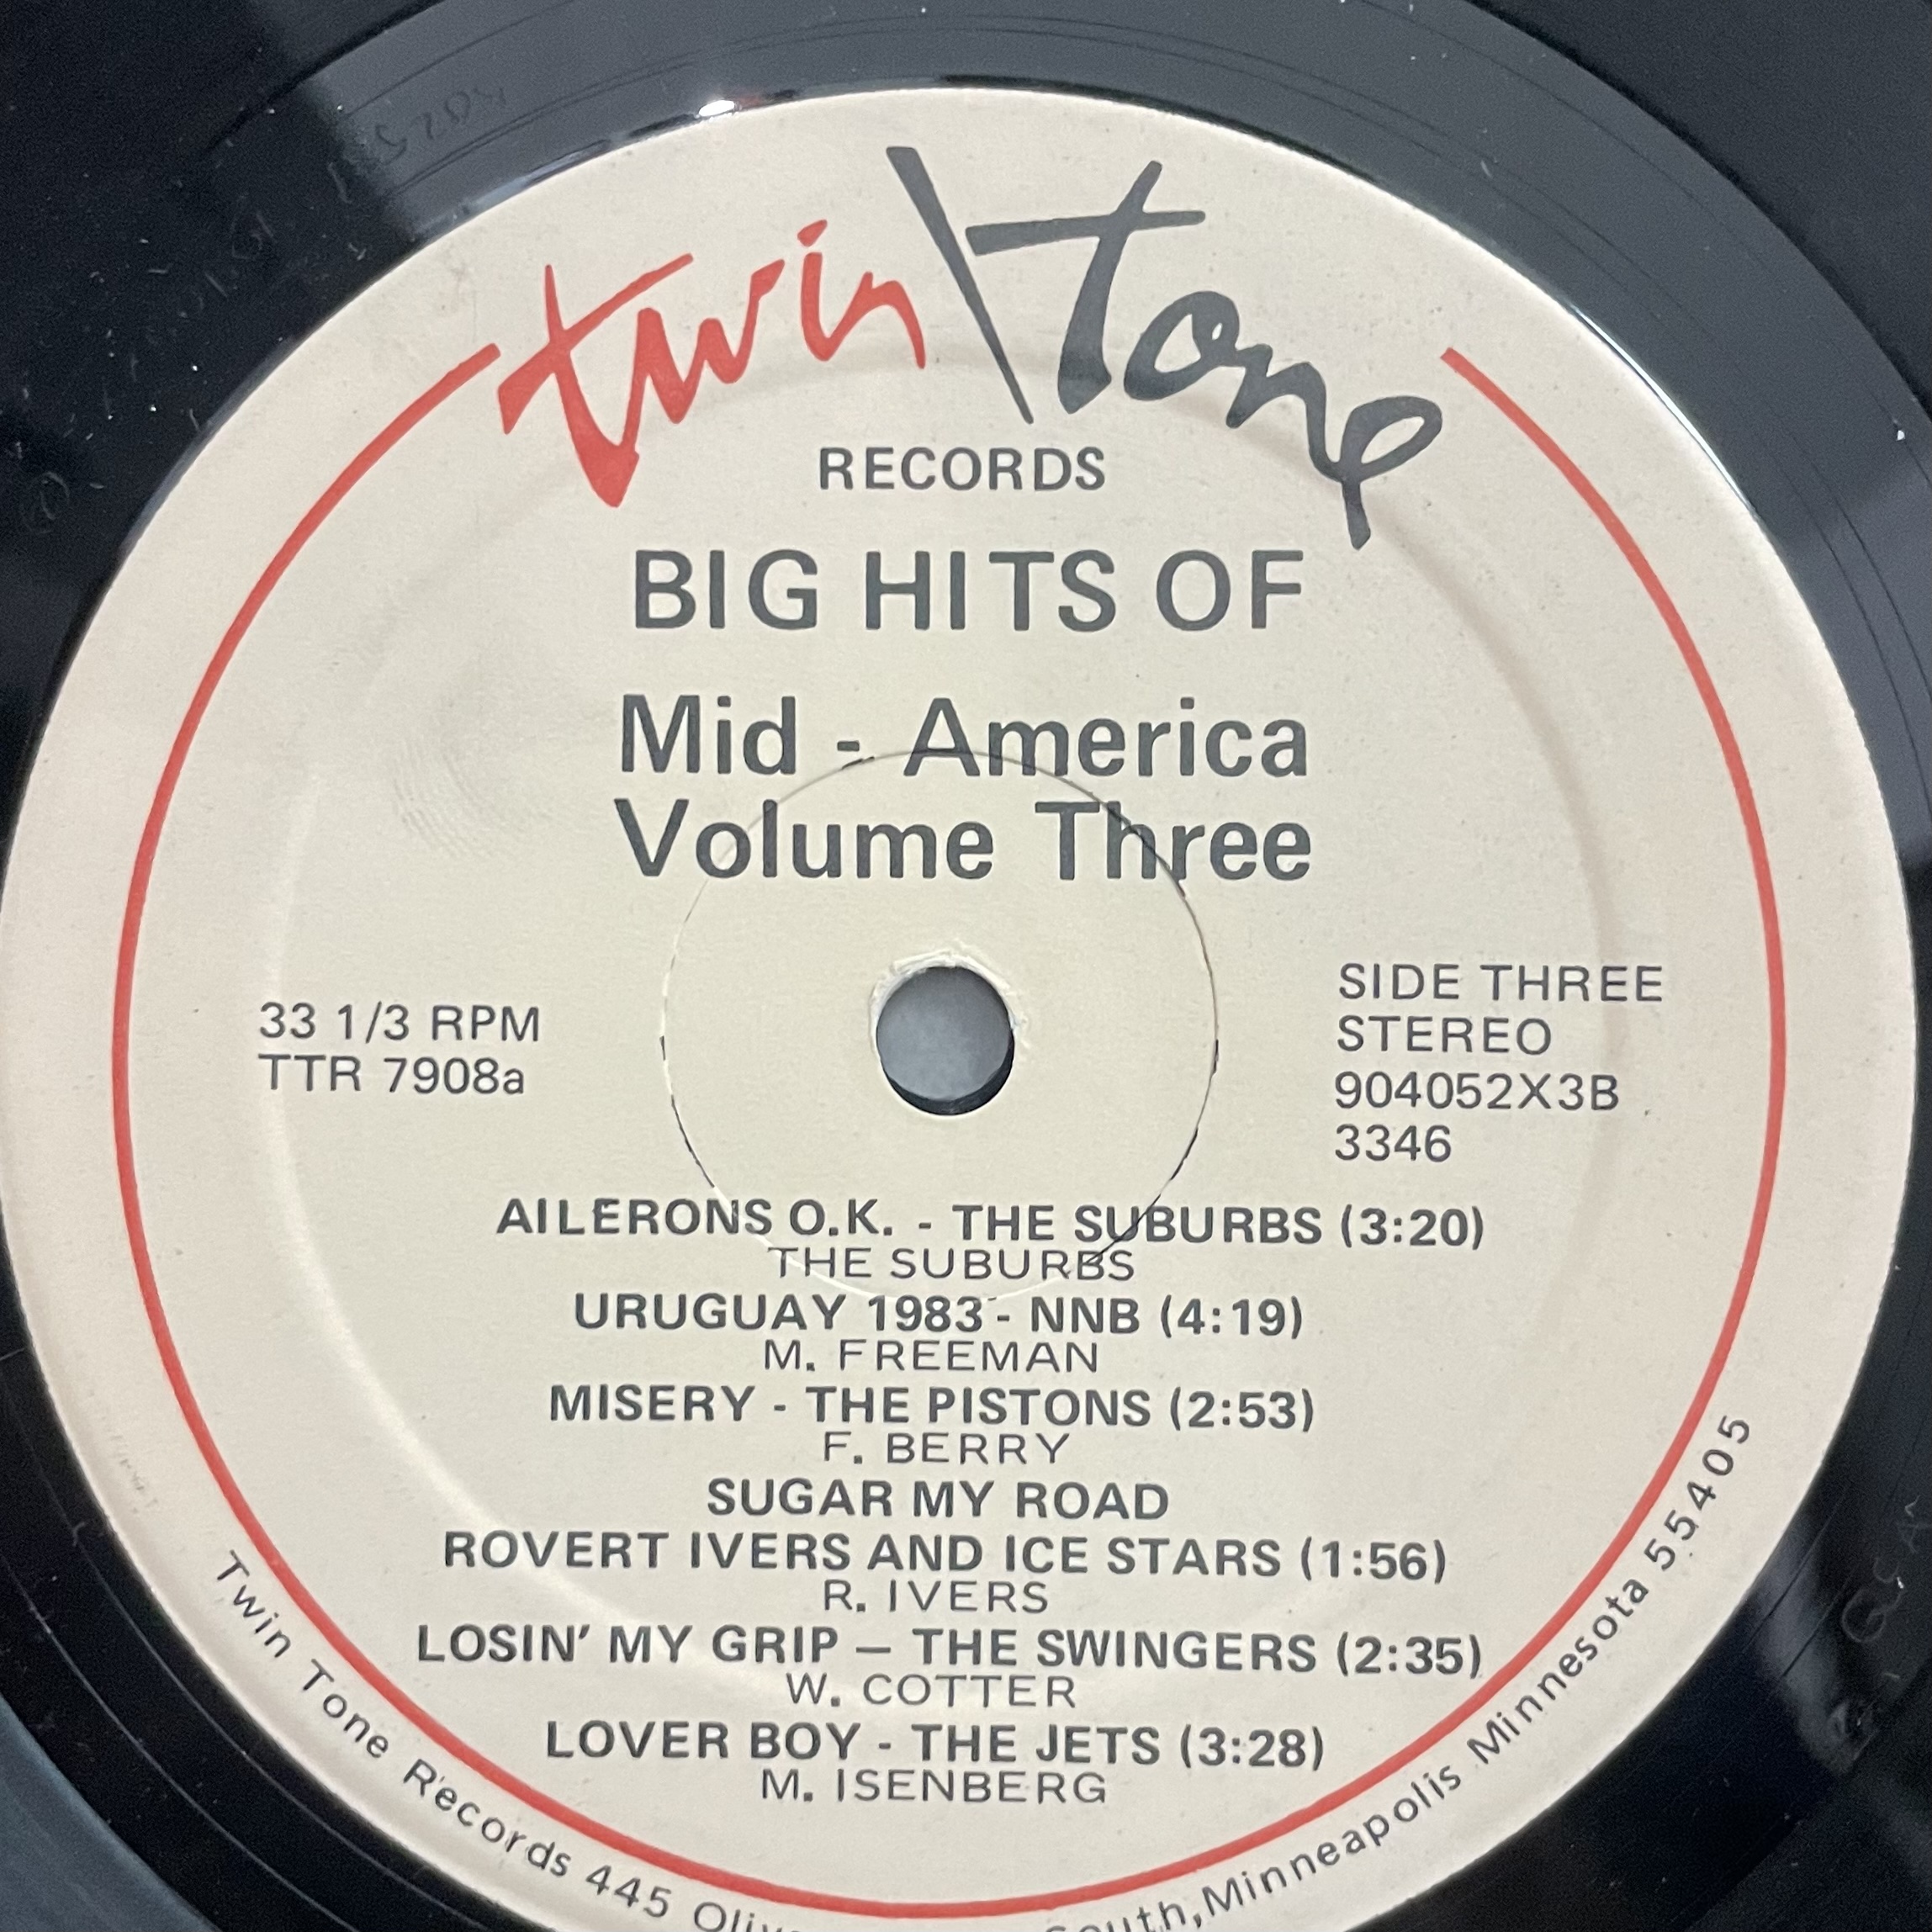 twin\tone
RECORDS
BIG HITS OF
Mid - America
Volume Three
33 1/3 RPM
TTR 7908a
SIDE THREE
STEREO
904052X3B
3346
AILERONS O.K. - THE SUBURBS (3:20)
THE SUBURBS
URUGUAY 1983 - NNB (4:19)
M. FREEMAN
MISERY - THE PISTONS (2:53)
F. BERRY
SUGAR MY ROAD
ROVERT IVERS AND ICE STARS (1:56)
R. IVERS
LOSIN' MY GRIP — THE SWINGERS (2:35)
W. COTTER
LOVER BOY - THE JETS (3:28)
M. ISENBERG
Twin Tone Records 445 South, Minneapolis Minnesota 55405